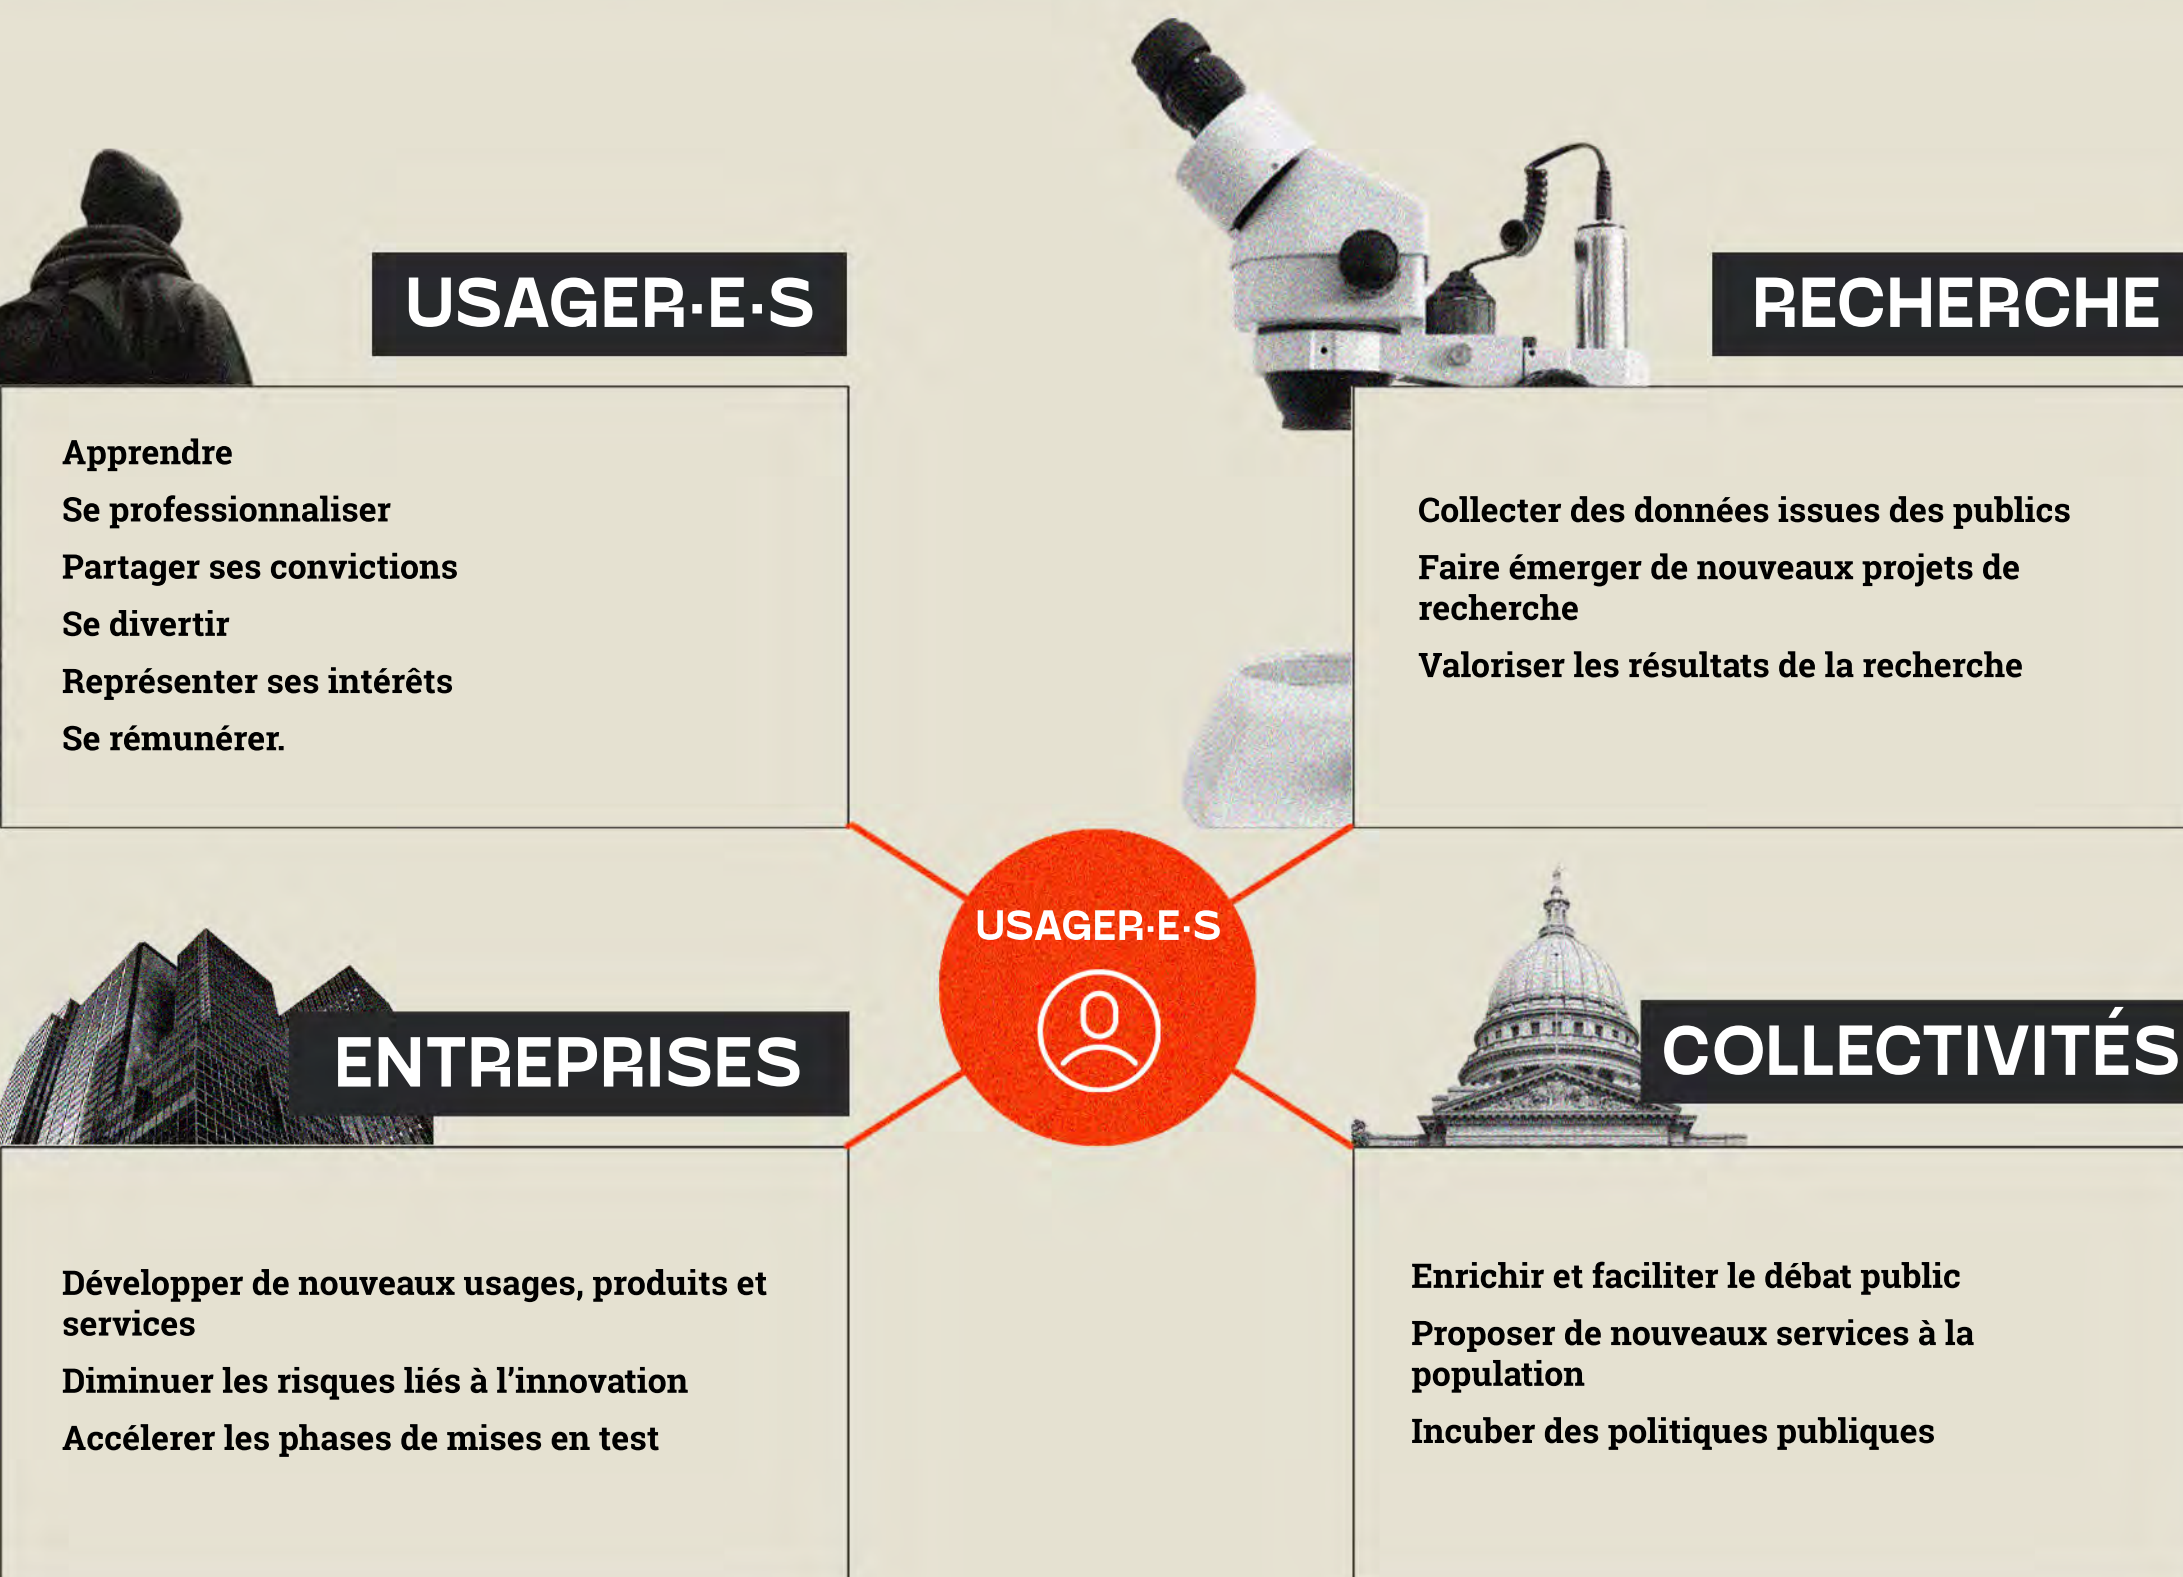 USAGER·E·S
Apprendre
Se professionnaliser
Partager ses convictions
Se divertir
Représenter ses intérêts
Se rémunérer.
RECHERCHE
Collecter des données issues des publics
Faire émerger de nouveaux projets de
recherche
Valoriser les résultats de la recherche
USAGER·E·S
ENTREPRISES
Développer de nouveaux usages, produits et
services
Diminuer les risques liés à l’innovation
Accélerer les phases de mises en test
COLLECTIVITÉS
Enrichir et faciliter le débat public
Proposer de nouveaux services à la
population
Incuber des politiques publiques